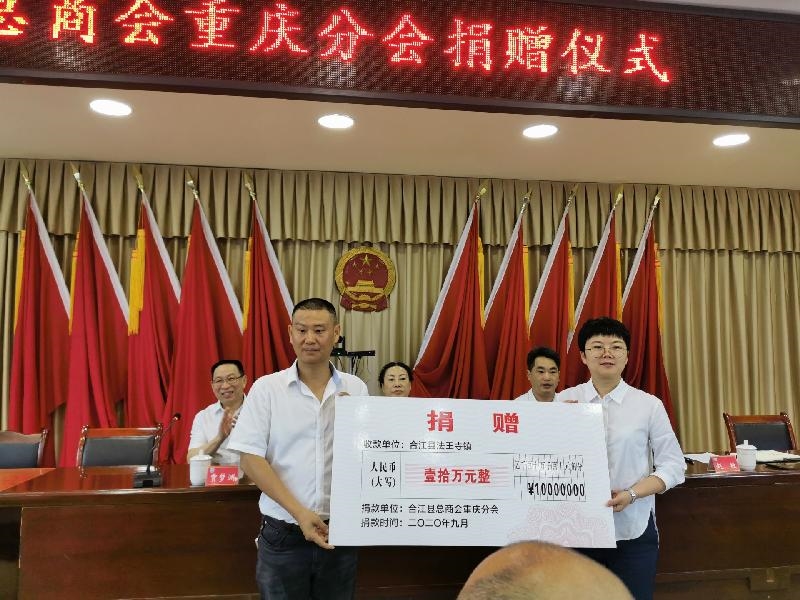 总商会重庆分会捐赠仪式
捐 赠
收款单位：合江县法王寺镇
人民币
(大写)
壹拾万元整
¥10000000
捐款单位：合江县总商会重庆分会
捐款时间：二〇二〇年九月